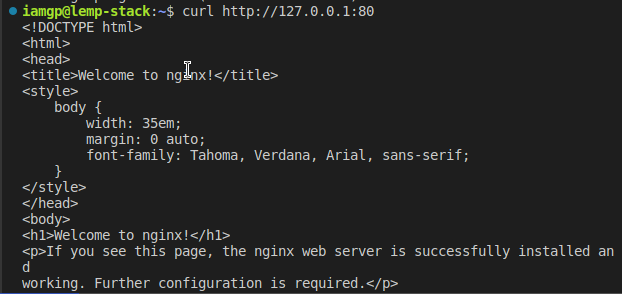 iamgp@lemp-stack:~$ curl http://127.0.0.1:80
<!DOCTYPE html>
<html>
<head>
<title>Welcome to nginx!</title>
<style>
    body {
        width: 35em;
        margin: 0 auto;
        font-family: Tahoma, Verdana, Arial, sans-serif;
    }
</style>
</head>
<body>
<h1>Welcome to nginx!</h1>
<p>If you see this page, the nginx web server is successfully installed an
d
working. Further configuration is required.</p>